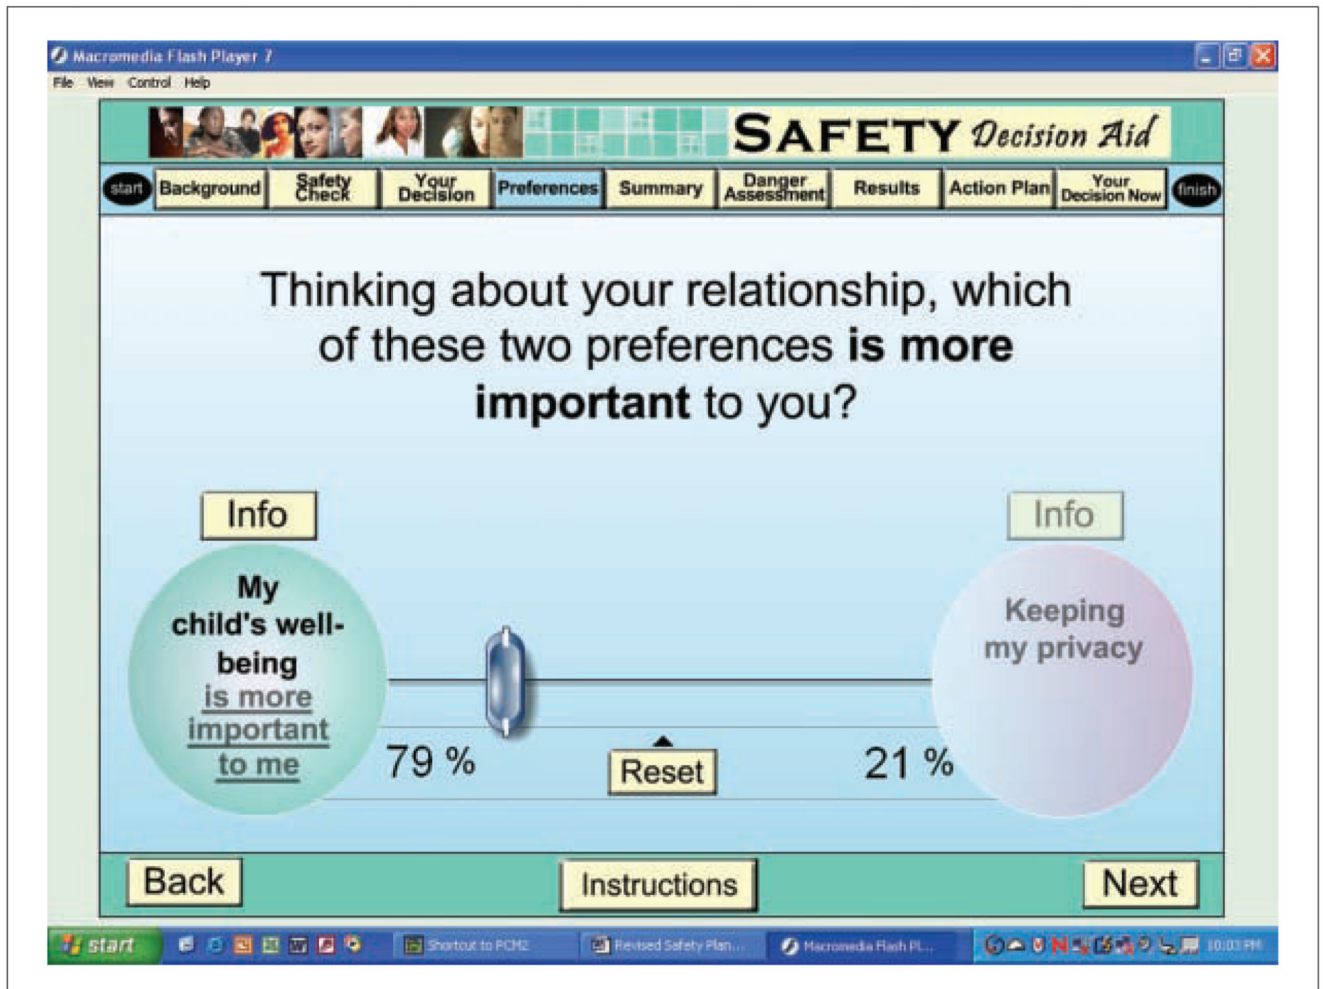 Macromedia Flash Player 7
File View Control Help
SAFETY Decision Aid
start Background Safety Check Your Decision Preferences Summary Danger Assessment Results Action Plan Your Decision Now finish
Thinking about your relationship, which
of these two preferences is more
important to you?
Info
Info
My
child's well-
being
is more
important
to me
Keeping
my privacy
79 %
Reset
21 %
Back
Instructions
Next
start
Shortcut to PCM2
Revised Safety Plan...
Macromedia Flash Pl...
10:03 PM